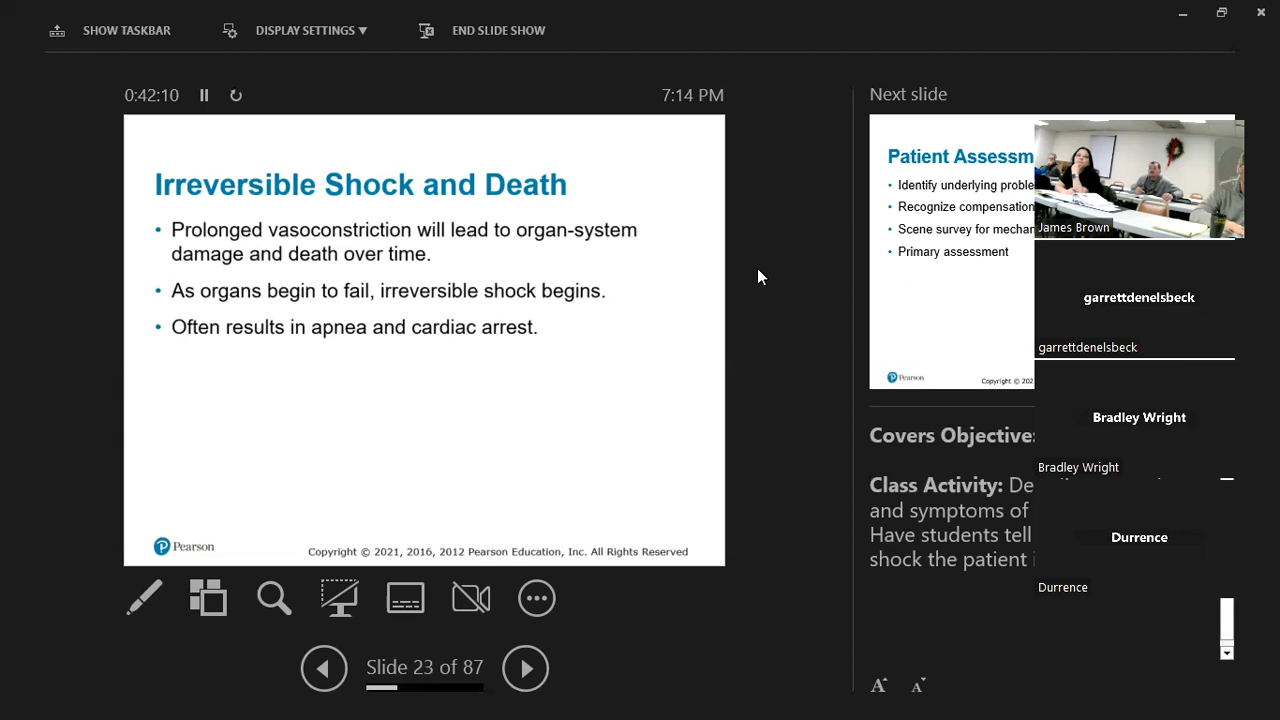 SHOW TASKBAR
DISPLAY SETTINGS
END SLIDE SHOW
0:42:10
7:14 PM
Irreversible Shock and Death
• Prolonged vasoconstriction will lead to organ-system
damage and death over time.
• As organs begin to fail, irreversible shock begins.
• Often results in apnea and cardiac arrest.
Pearson
Copyright © 2021, 2016, 2012 Pearson Education, Inc. All Rights Reserved
Slide 23 of 87
Next slide
Patient Assessm
• Identify underlying proble
• Recognize compensation
• Scene survey for mechan
• Primary assessment
Pearson
Copyright © 202
Covers Objective
Class Activity: De
and symptoms of
Have students tell
shock the patient
A A
James Brown
garrettdenelsbeck
garrettdenelsbeck
Bradley Wright
Bradley Wright
Durrence
Durrence